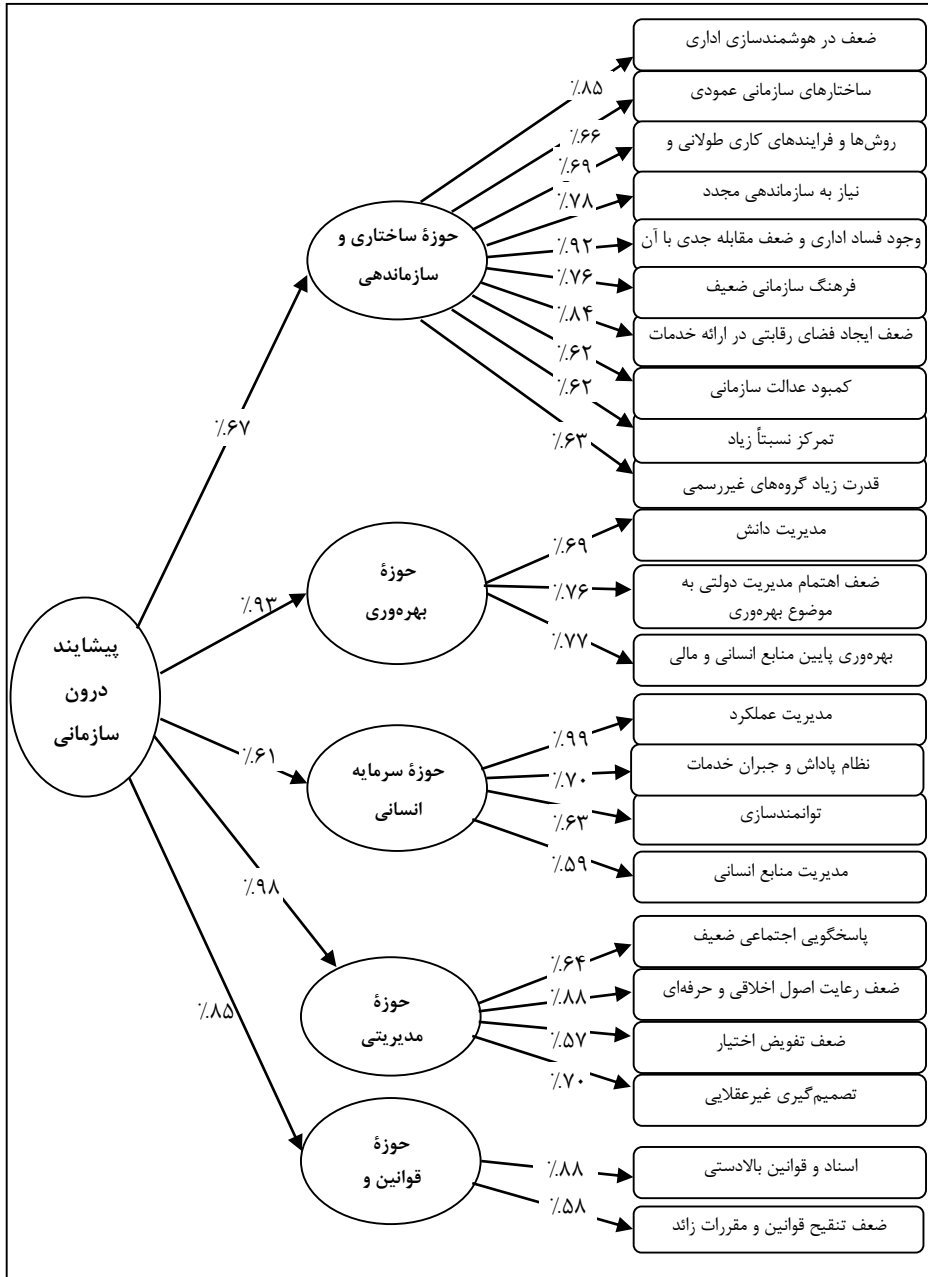 ضعف در هوشمندسازی اداری
ساختارهای سازمانی عمودی
روش‌ها و فرایندهای کاری طولانی و
نیاز به سازماندهی مجدد
وجود فساد اداری و ضعف مقابله جدی با آن
فرهنگ سازمانی ضعیف
ضعف ایجاد فضای رقابتی در ارائه خدمات
کمبود عدالت سازمانی
تمرکز نسبتاً زیاد
قدرت زیاد گروه‌های غیررسمی
٪.۸۵
٪.۶۶
٪.۶۹
٪.۷۸
٪.۹۲
٪.۷۶
٪.۸۴
٪.۶۲
٪.۶۲
٪.۶۳
حوزهٔ ساختاری و
سازماندهی
٪.۶۷
مدیریت دانش
ضعف اهتمام مدیریت دولتی به
موضوع بهره‌وری
بهره‌وری پایین منابع انسانی و مالی
٪.۶۹
٪.۷۶
٪.۷۷
حوزهٔ
بهره‌وری
٪.۹۳
پیشایند
درون
سازمانی
مدیریت عملکرد
نظام پاداش و جبران خدمات
توانمندسازی
مدیریت منابع انسانی
٪.۹۹
٪.۷۰
٪.۶۳
٪.۵۹
حوزهٔ سرمایه
انسانی
٪.۶۱
پاسخگویی اجتماعی ضعیف
ضعف رعایت اصول اخلاقی و حرفه‌ای
ضعف تفویض اختیار
تصمیم‌گیری غیرعقلایی
٪.۶۴
٪.۸۸
٪.۵۷
٪.۷۰
حوزهٔ
مدیریتی
٪.۹۸
اسناد و قوانین بالادستی
ضعف تنقیح قوانین و مقررات زائد
٪.۸۸
٪.۵۸
حوزهٔ
قوانین و
٪.۸۵